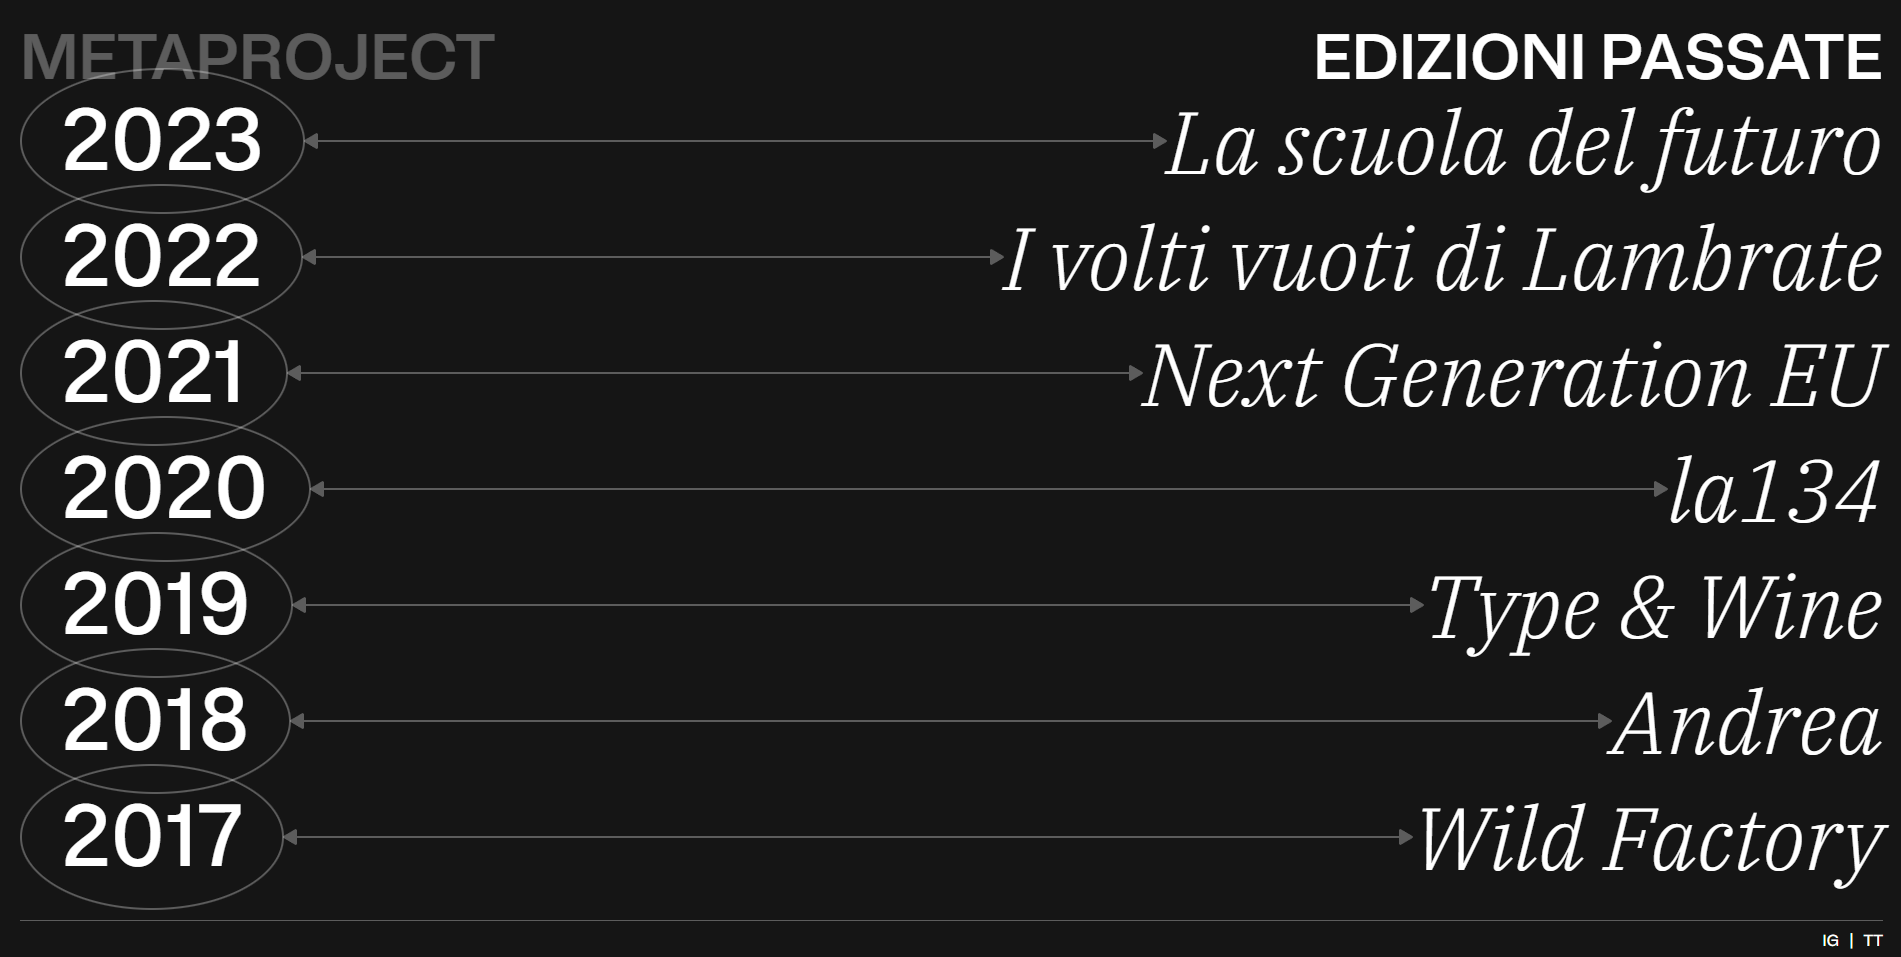 METAPROJECT EDIZIONI PASSATE
2023 La scuola del futuro
2022 I volti vuoti di Lambrate
2021 Next Generation EU
2020 la134
2019 Type & Wine
2018 Andrea
2017 Wild Factory
IG | TT